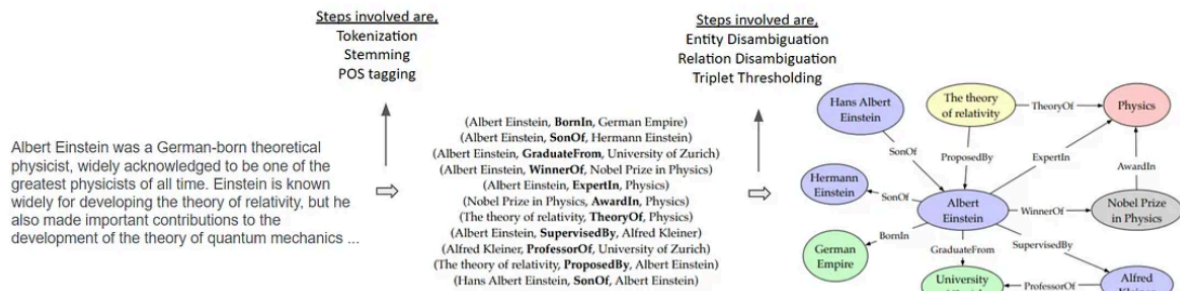 Steps involved are,
Tokenization
Stemming
POS tagging
Steps involved are,
Entity Disambiguation
Relation Disambiguation
Triplet Thresholding
Albert Einstein was a German-born theoretical
physicist, widely acknowledged to be one of the
greatest physicists of all time. Einstein is known
widely for developing the theory of relativity, but he
also made important contributions to the
development of the theory of quantum mechanics ...
(Albert Einstein, BornIn, German Empire)
(Albert Einstein, SonOf, Hermann Einstein)
(Albert Einstein, GraduateFrom, University of Zurich)
(Albert Einstein, WinnerOf, Nobel Prize in Physics)
(Albert Einstein, ExpertIn, Physics)
(Nobel Prize in Physics, AwardIn, Physics)
(The theory of relativity, TheoryOf, Physics)
(Albert Einstein, SupervisedBy, Alfred Kleiner)
(Alfred Kleiner, ProfessorOf, University of Zurich)
(The theory of relativity, ProposedBy, Albert Einstein)
(Hans Albert Einstein, SonOf, Albert Einstein)
Hans Albert
Einstein
The theory
of relativity
TheoryOf
Physics
SonOf
ProposedBy
ExpertIn
AwardIn
Hermann
Einstein
SonOf
Albert
Einstein
WinnerOf
Nobel Prize
in Physics
BornIn
GraduateFrom
SupervisedBy
German
Empire
University
ProfessorOf
Alfred